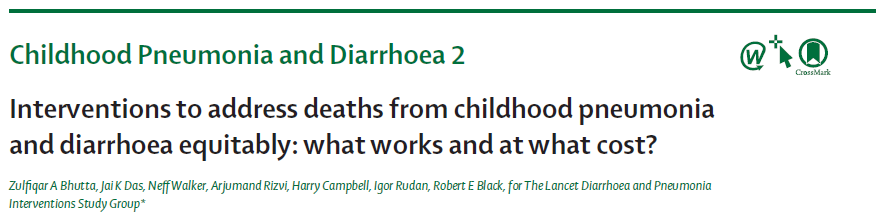 Childhood Pneumonia and Diarrhoea 2
W
CrossMark
Interventions to address deaths from childhood pneumonia
and diarrhoea equitably: what works and at what cost?
Zulfiqar A Bhutta, Jai K Das, Neff Walker, Arjumand Rizvi, Harry Campbell, Igor Rudan, Robert E Black, for The Lancet Diarrhoea and Pneumonia
Interventions Study Group*